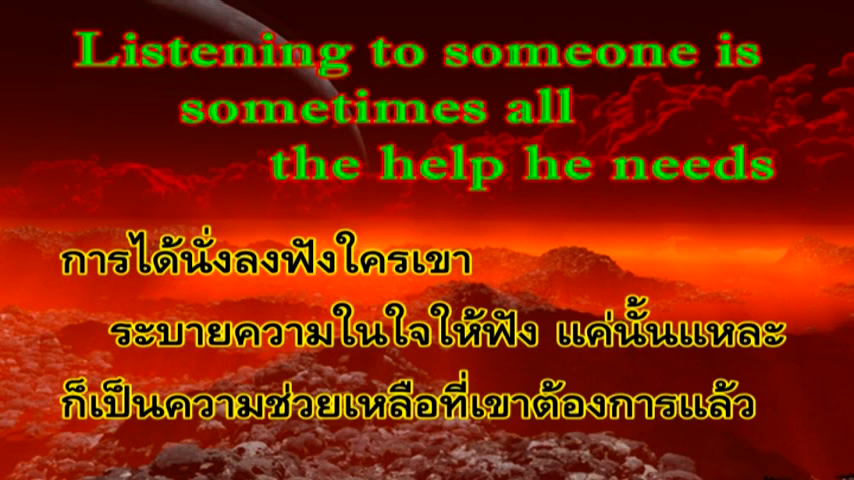 Listening to someone is
sometimes all
the help he needs
การได้นั่งลงฟังใครเขา
ระบายความในใจให้ฟัง แค่นั้นแหละ
ก็เป็นความช่วยเหลือที่เขาต้องการแล้ว